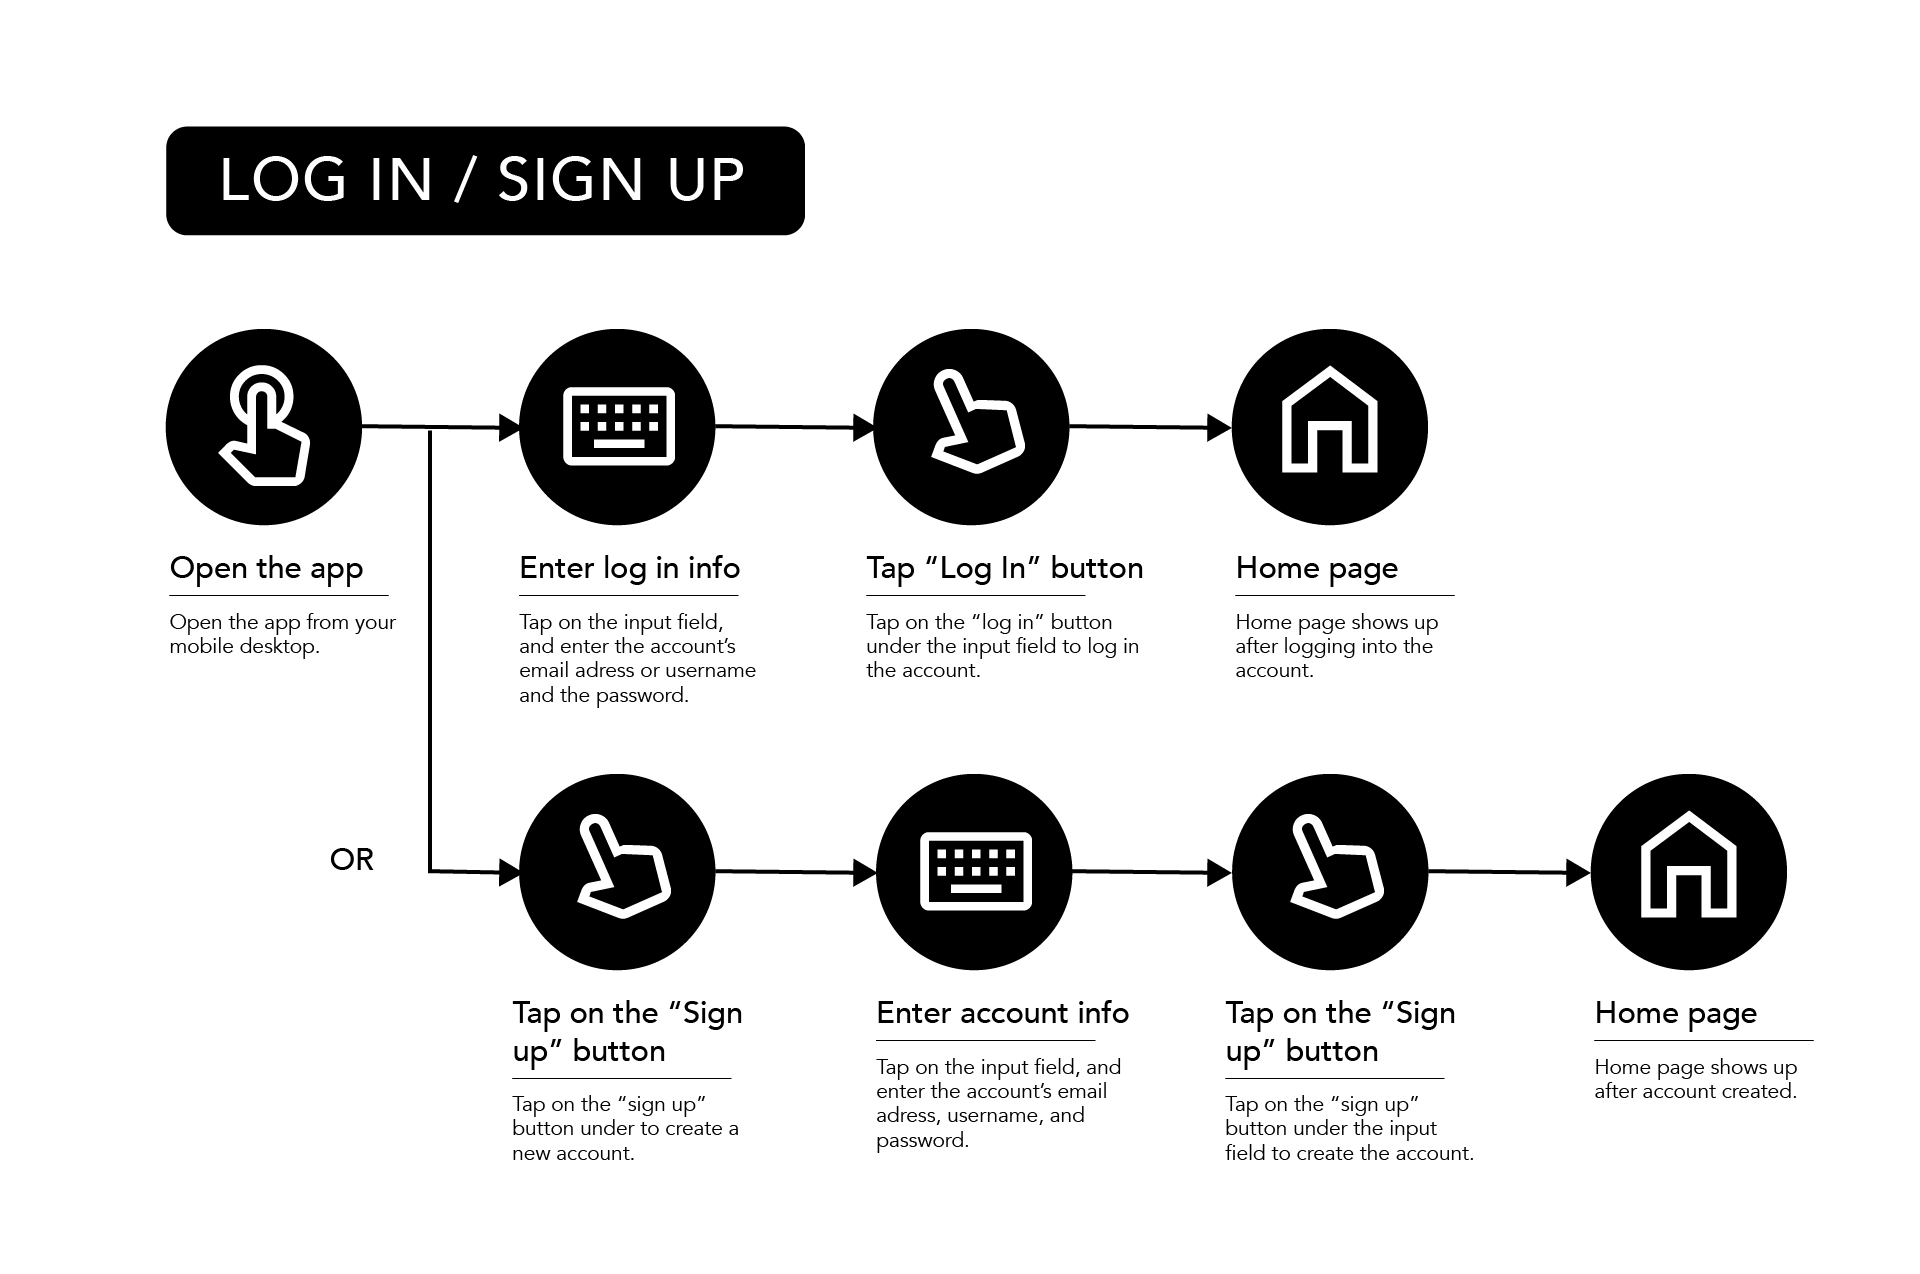 LOG IN / SIGN UP
Open the app
Open the app from your
mobile desktop.
Enter log in info
Tap on the input field,
and enter the account’s
email adress or username
and the password.
Tap “Log In” button
Tap on the “log in” button
under the input field to log in
the account.
Home page
Home page shows up
after logging into the
account.
OR
Tap on the “Sign
up” button
Tap on the “sign up”
button under to create a
new account.
Enter account info
Tap on the input field, and
enter the account’s email
adress, username, and
password.
Tap on the “Sign
up” button
Tap on the “sign up”
button under the input
field to create the account.
Home page
Home page shows up
after account created.